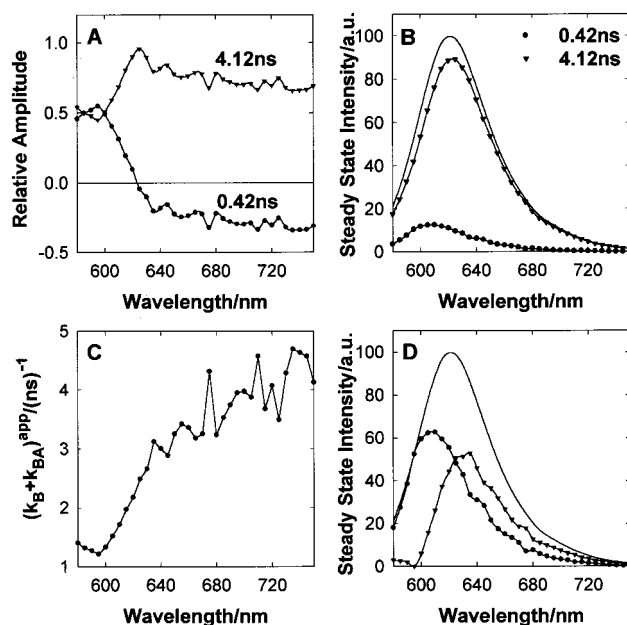 A
4.12ns
0.42ns
Relative Amplitude
1.0
0.5
0.0
-0.5
600 640 680 720
Wavelength/nm
B
0.42ns
4.12ns
Steady State Intensity/a.u.
100
80
60
40
20
0
600 640 680 720
Wavelength/nm
C
(k_B+k_BA)^app/(ns)^-1
5
4
3
2
1
600 640 680 720
Wavelength/nm
D
Steady State Intensity/a.u.
100
80
60
40
20
0
600 640 680 720
Wavelength/nm